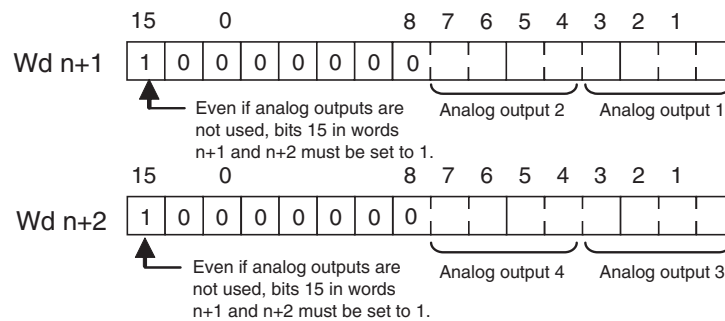 15 0 8 7 6 5 4 3 2 1
Wd n+1 1 0 0 0 0 0 0 0
Analog output 2 Analog output 1
Even if analog outputs are
not used, bits 15 in words
n+1 and n+2 must be set to 1.
15 0 8 7 6 5 4 3 2 1
Wd n+2 1 0 0 0 0 0 0 0
Analog output 4 Analog output 3
Even if analog outputs are
not used, bits 15 in words
n+1 and n+2 must be set to 1.